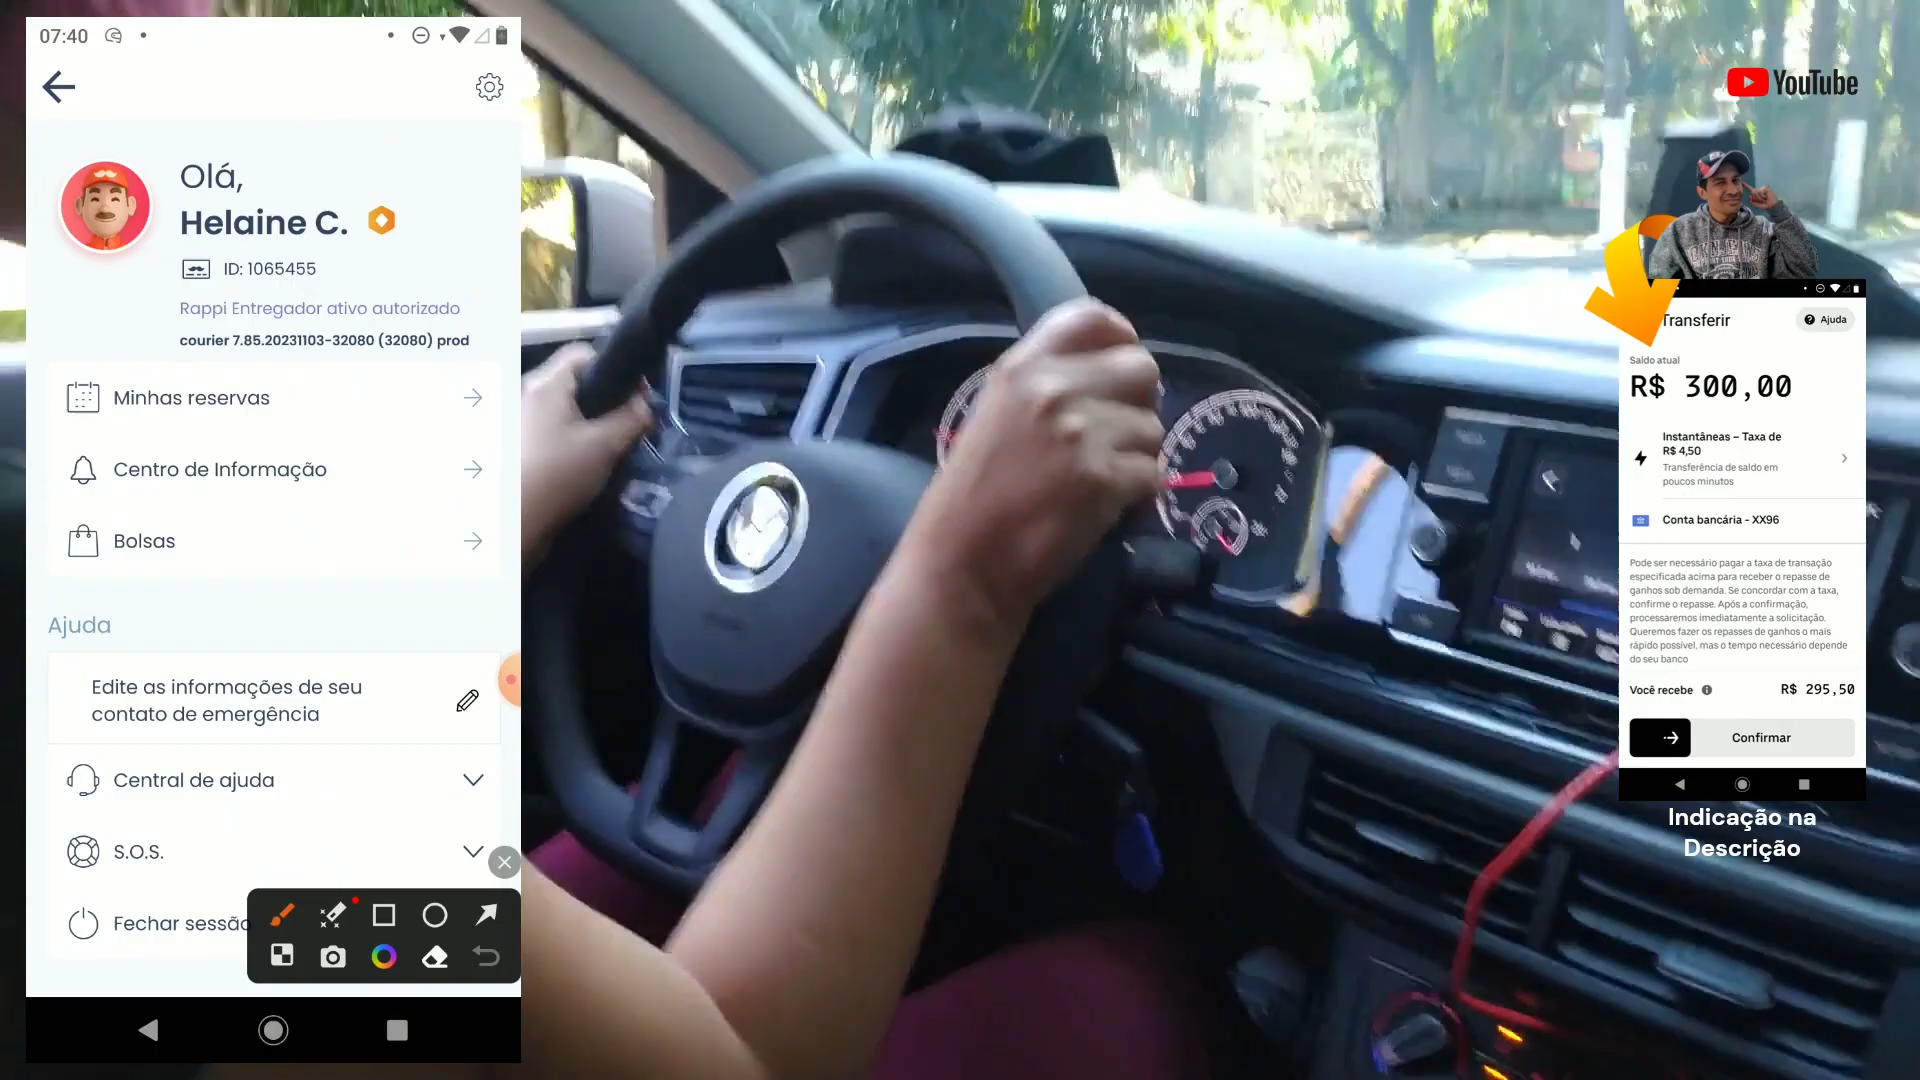 07:40
Olá,
Helaine C.
ID: 1065455
Rappi Entregador ativo autorizado
courier 7.85.20231103-32080 (32080) prod
Minhas reservas
Centro de Informação
Bolsas
Ajuda
Edite as informações de seu
contato de emergência
Central de ajuda
S.O.S.
Fechar sessão
YouTube
Transferir
Ajuda
Saldo atual
R$ 300,00
Instantâneas – Taxa de
R$ 4,50
Transferência de saldo em
poucos minutos
Conta bancária - XX96
Pode ser necessário pagar a taxa de transação
especificada acima para receber o repasse de
ganhos sob demanda. Se concordar com a taxa,
confirme o repasse. Após a confirmação,
processaremos imediatamente a solicitação.
Queremos fazer os repasses de ganhos o mais
rápido possível, mas o tempo necessário depende
do seu banco
Você recebe
R$ 295,50
Confirmar
Indicação na
Descrição